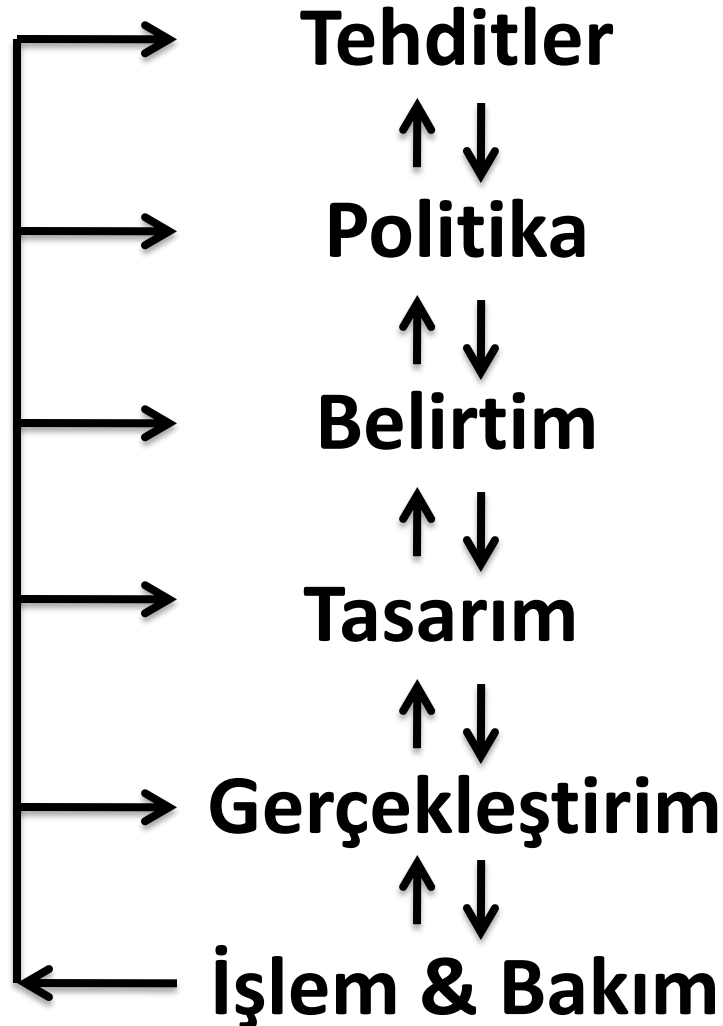 Tehditler
Politika
Belirtim
Tasarım
Gerçekleştirim
İşlem & Bakım